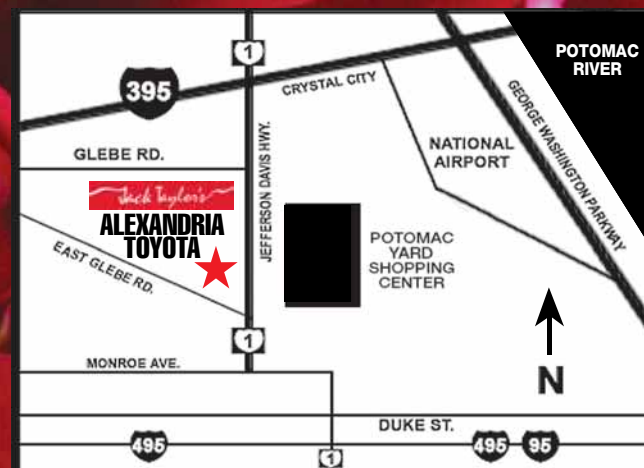 1
POTOMAC
RIVER
395
CRYSTAL CITY
GEORGE WASHINGTON PARKWAY
GLEBE RD.
JEFFERSON DAVIS HWY.
NATIONAL
AIRPORT
Jack Taylor's
ALEXANDRIA
TOYOTA
EAST GLEBE RD.
POTOMAC
YARD
SHOPPING
CENTER
1
MONROE AVE.
N
DUKE ST.
495
1
495
95